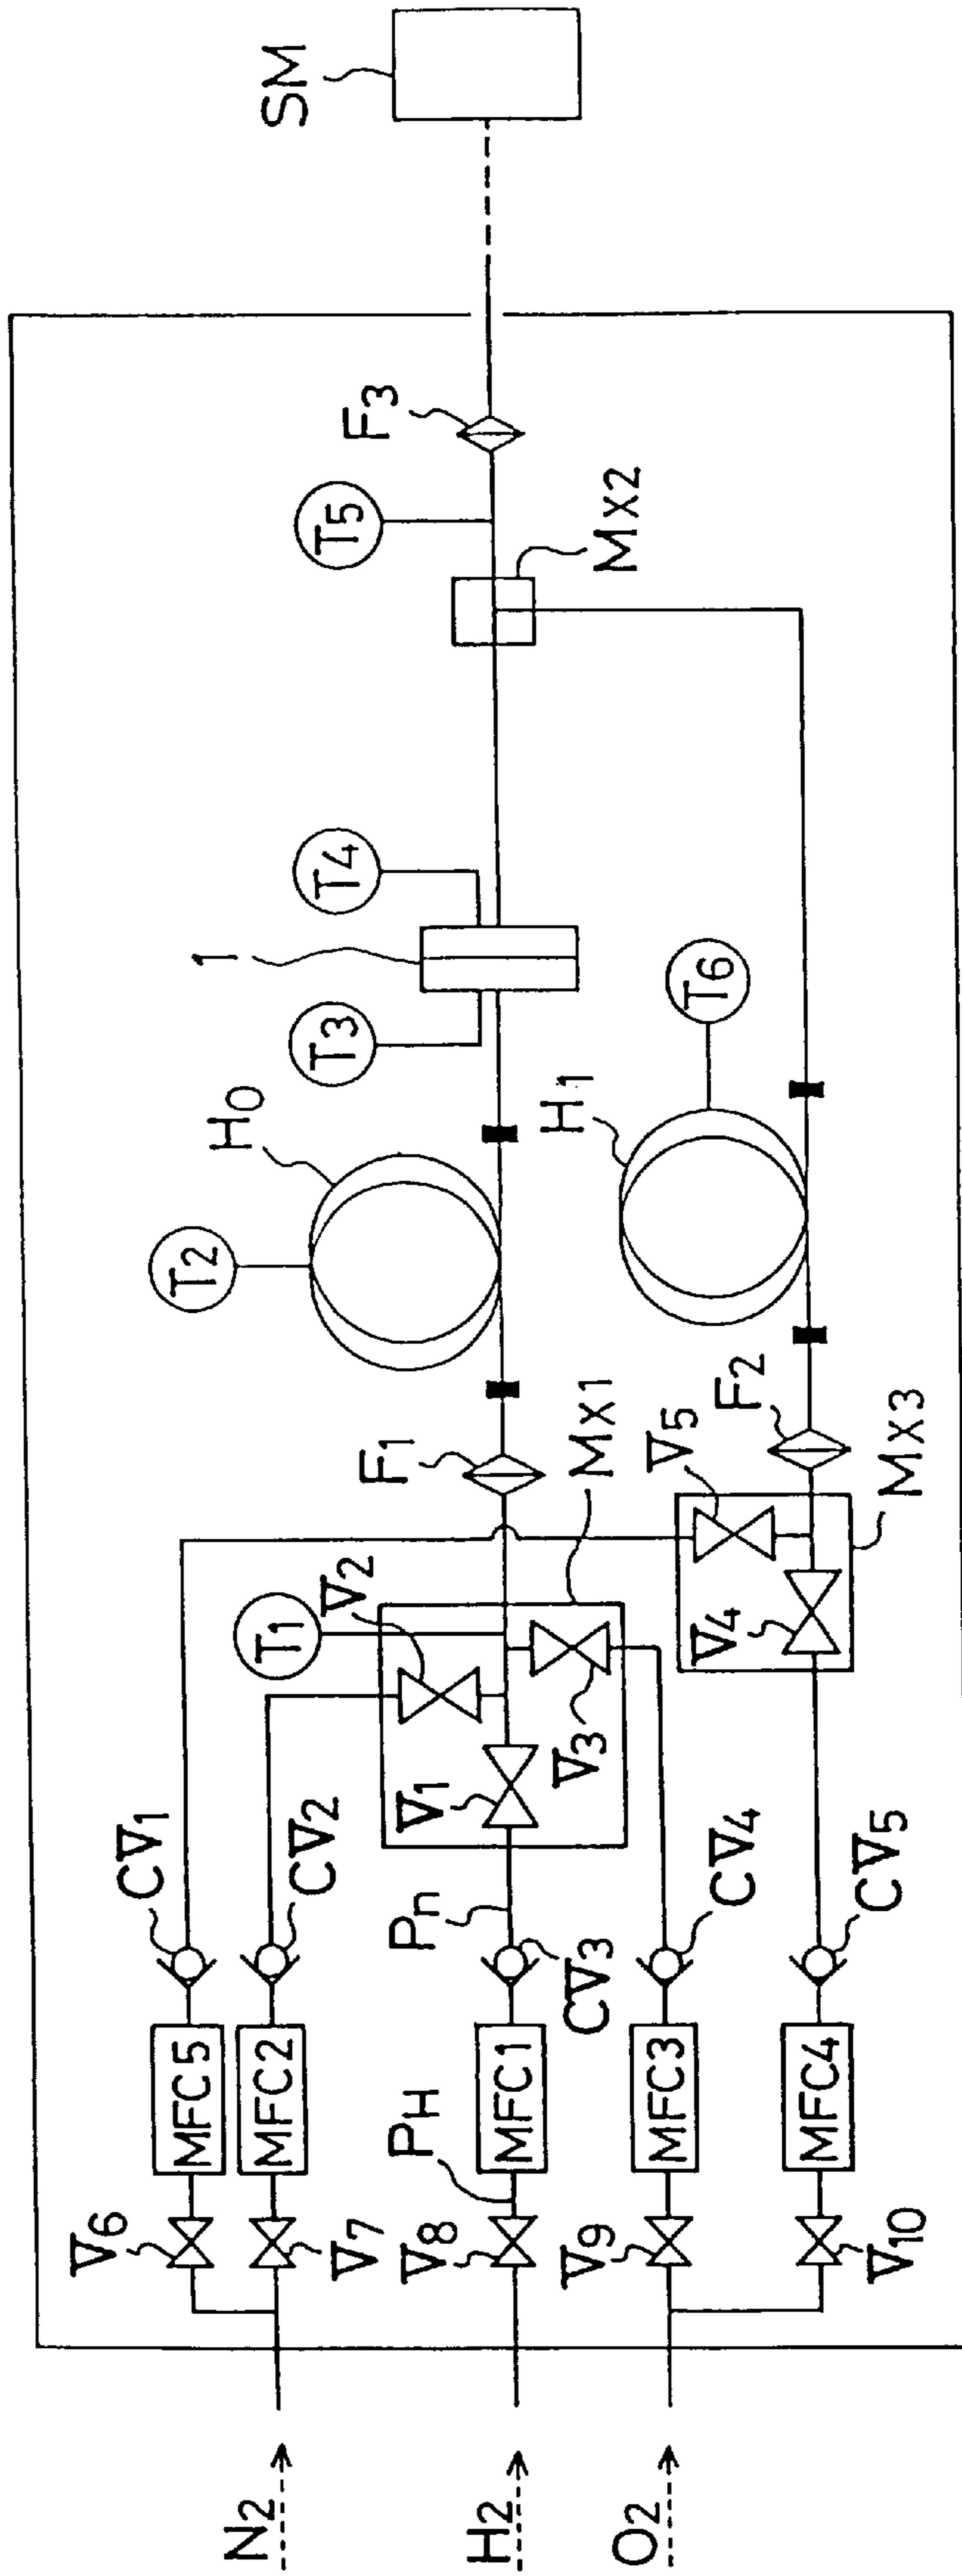 SM
F3
T5
MX2
T4
1
T3
T6
H0
H1
T2
F1
MX1
V5
F2
MX3
T1
V2
V3
V1
V4
CV1
CV2
Pn
CV3
CV4
CV5
MFC5
MFC2
MFC1
MFC3
MFC4
PH
V6
V7
V8
V9
V10
N2
H2
O2